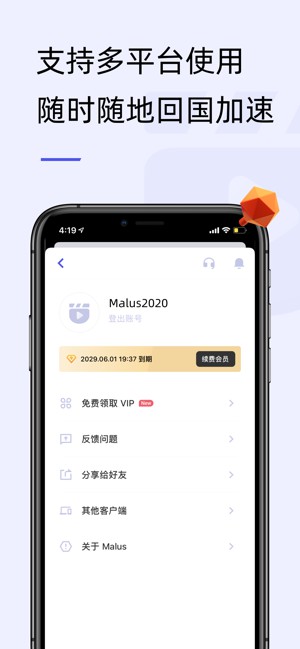 支持多平台使用
随时随地回国加速
4:19
Malus2020
登出账号
2029.06.01 19:37 到期
续费会员
免费领取 VIP New
反馈问题
分享给好友
其他客户端
关于 Malus